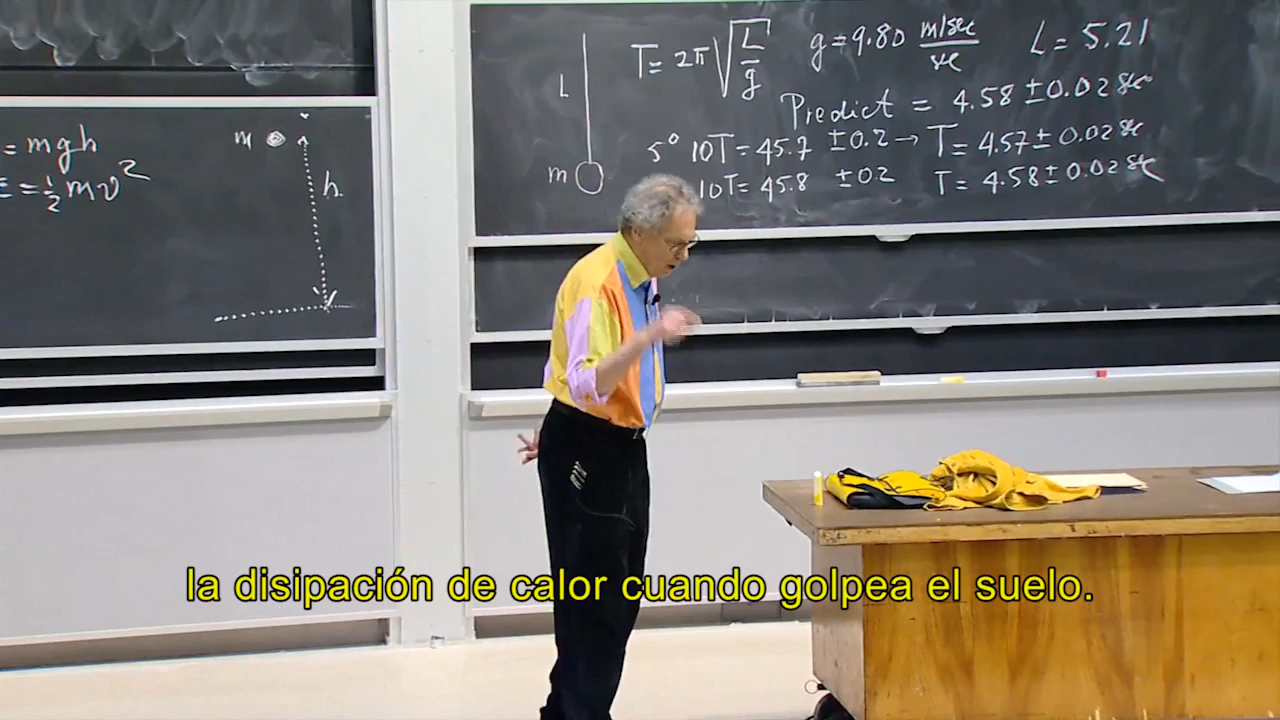 = mgh
E = 1/2 mv²
m
h
L
m
T = 2π √(L/g)
g = 9.80 m/sec/sec
L = 5.21
Predict = 4.58 ± 0.02 sec
5° 10T = 45.7 ± 0.2 → T = 4.57 ± 0.02 sec
10T = 45.8 ± 02 T = 4.58 ± 0.02 sec
la disipación de calor cuando golpea el suelo.